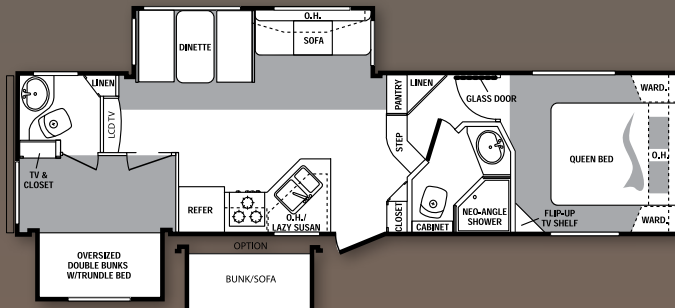 O.H.
DINETTE
SOFA
LINEN
LCD TV
PANTRY
LINEN
GLASS DOOR
WARD.
STEP
QUEEN BED
O.H.
TV &
CLOSET
REFER
O.H./
LAZY SUSAN
CLOSET
CABINET
NEO-ANGLE
SHOWER
FLIP-UP
TV SHELF
WARD.
OVERSIZED
DOUBLE BUNKS
W/TRUNDLE BED
OPTION
BUNK/SOFA